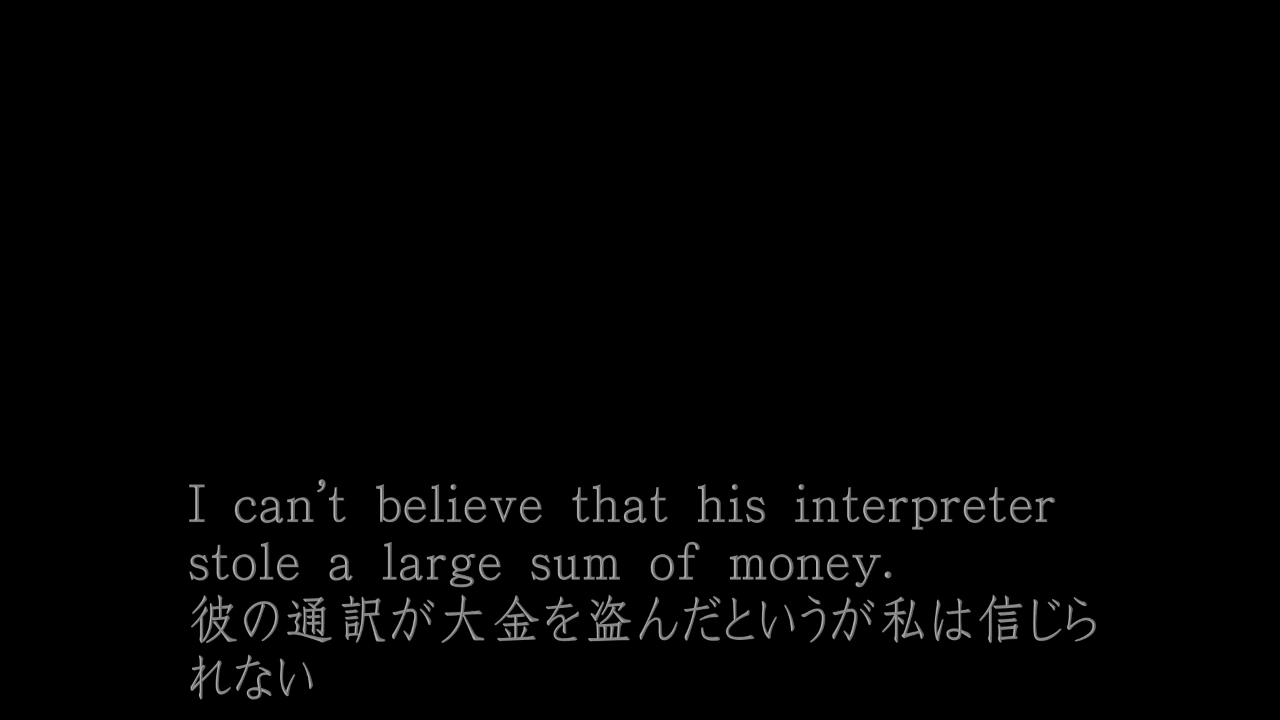 I can't believe that his interpreter
stole a large sum of money.
彼の通訳が大金を盗んだというが私は信じら
れない